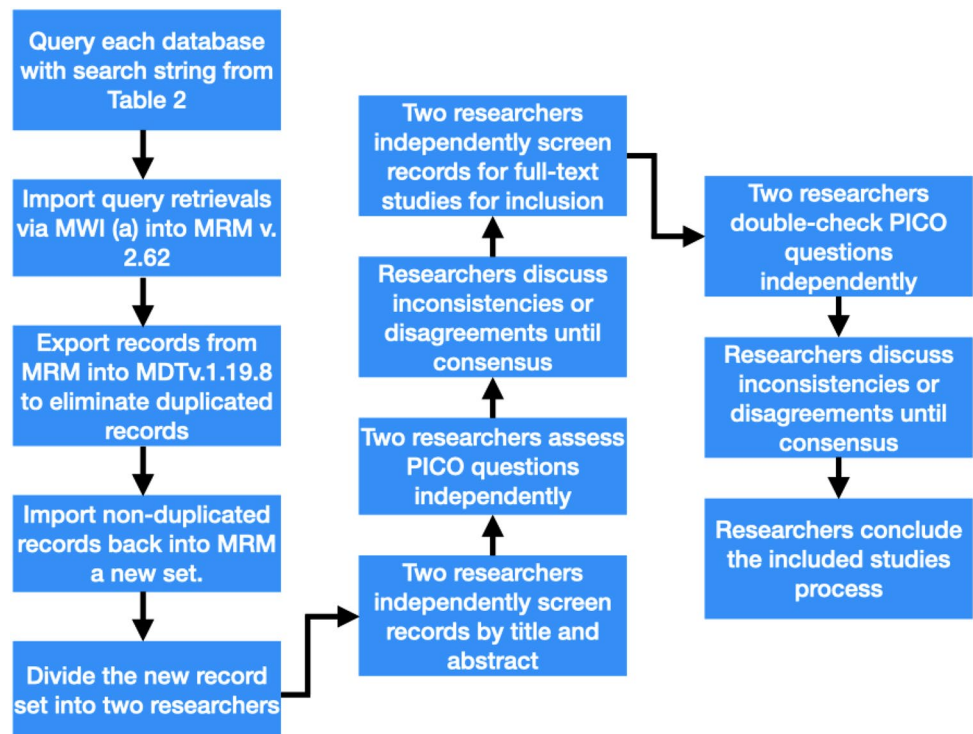 Query each database
with search string from
Table 2
Import query retrievals
via MWI (a) into MRM v.
2.62
Export records from
MRM into MDTv.1.19.8
to eliminate duplicated
records
Import non-duplicated
records back into MRM
a new set.
Divide the new record
set into two researchers
Two researchers
independently screen
records by title and
abstract
Two researchers assess
PICO questions
independently
Researchers discuss
inconsistencies or
disagreements until
consensus
Two researchers
independently screen
records for full-text
studies for inclusion
Two researchers
double-check PICO
questions
independently
Researchers discuss
inconsistencies or
disagreements until
consensus
Researchers conclude
the included studies
process